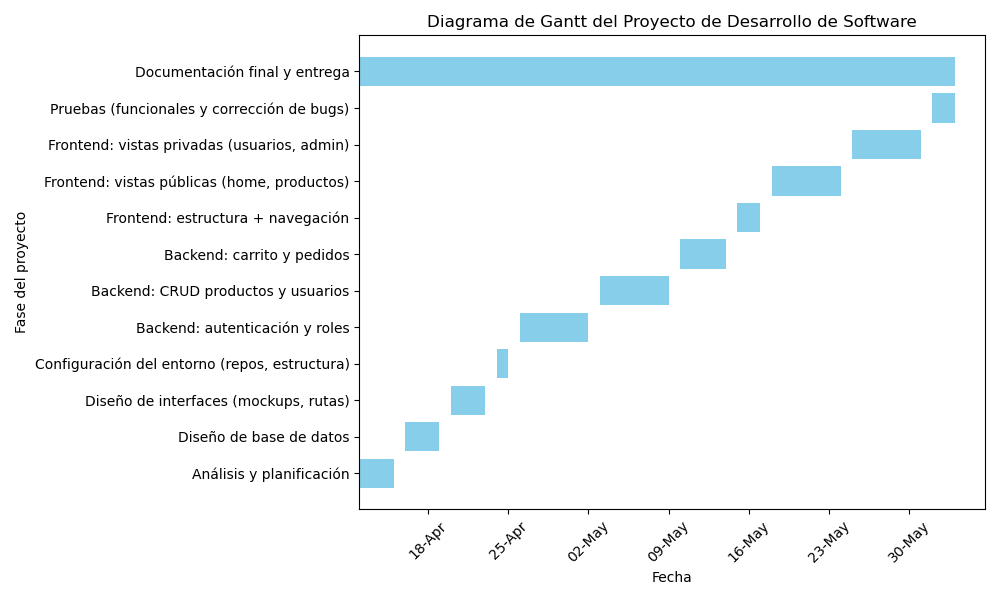 Diagrama de Gantt del Proyecto de Desarrollo de Software
Fase del proyecto
Documentación final y entrega
Pruebas (funcionales y corrección de bugs)
Frontend: vistas privadas (usuarios, admin)
Frontend: vistas públicas (home, productos)
Frontend: estructura + navegación
Backend: carrito y pedidos
Backend: CRUD productos y usuarios
Backend: autenticación y roles
Configuración del entorno (repos, estructura)
Diseño de interfaces (mockups, rutas)
Diseño de base de datos
Análisis y planificación
18-Apr
25-Apr
02-May
09-May
16-May
23-May
30-May
Fecha